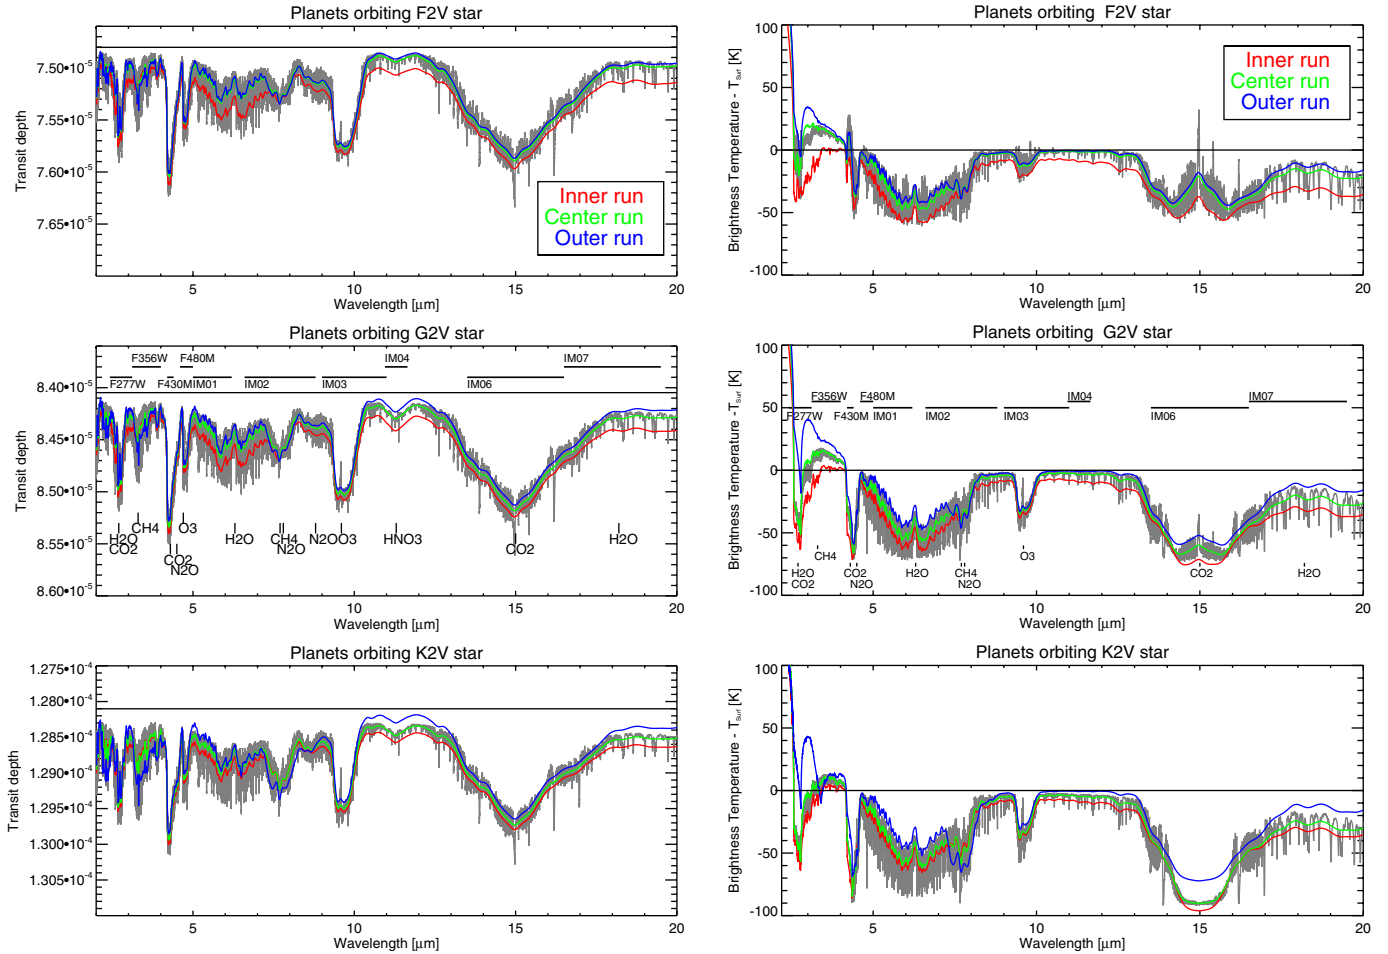 Planets orbiting F2V star
7.50•10⁻⁵
7.55•10⁻⁵
7.60•10⁻⁵
7.65•10⁻⁵
Transit depth
Inner run
Center run
Outer run
5
10
15
20
Wavelength [μm]
Planets orbiting F2V star
100
50
0
-50
-100
Brightness Temperature - T_Surf [K]
Inner run
Center run
Outer run
5
10
15
20
Wavelength [μm]
Planets orbiting G2V star
F356W
F480M
IM04
IM07
F277W
F430M
IM01
IM02
IM03
IM06
8.40•10⁻⁵
8.45•10⁻⁵
8.50•10⁻⁵
8.55•10⁻⁵
8.60•10⁻⁵
Transit depth
CH4
O3
H2O
CO2
CO2
N2O
H2O
CH4
N2O
N2O
O3
HNO3
CO2
H2O
5
10
15
20
Wavelength [μm]
Planets orbiting G2V star
100
50
0
-50
-100
Brightness Temperature - T_Surf [K]
F356W
F480M
IM04
IM07
F277W
F430M
IM01
IM02
IM03
IM06
CH4
O3
H2O
CO2
CO2
N2O
H2O
CH4
N2O
CO2
H2O
5
10
15
20
Wavelength [μm]
Planets orbiting K2V star
1.275•10⁻⁴
1.280•10⁻⁴
1.285•10⁻⁴
1.290•10⁻⁴
1.295•10⁻⁴
1.300•10⁻⁴
1.305•10⁻⁴
Transit depth
5
10
15
20
Wavelength [μm]
Planets orbiting K2V star
100
50
0
-50
-100
Brightness Temperature - T_Surf [K]
5
10
15
20
Wavelength [μm]